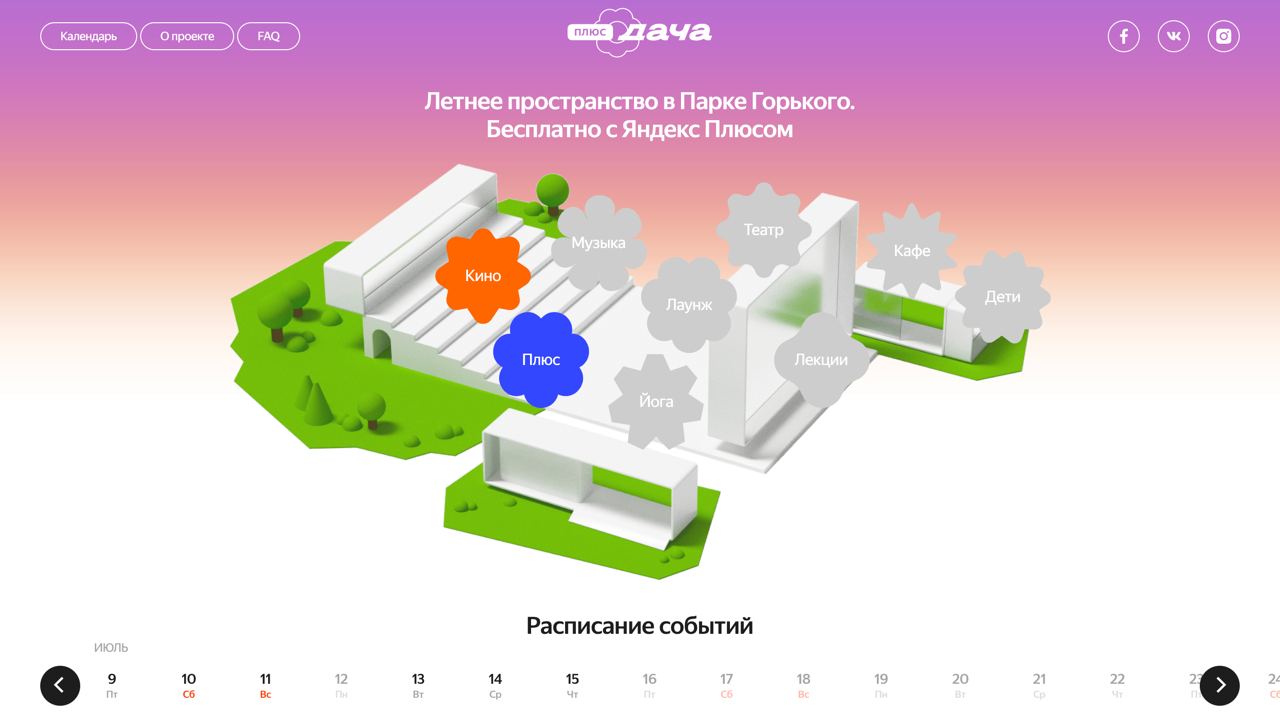 Календарь
О проекте
FAQ
плюс дача
Летнее пространство в Парке Горького.
Бесплатно с Яндекс Плюсом
Кино
Музыка
Театр
Кафе
Дети
Лаунж
Плюс
Лекции
Йога
Расписание событий
ИЮЛЬ
9 10 11 12 13 14 15 16 17 18 19 20 21 22 23 24
Пт Сб Вс Пн Вт Ср Чт Пт Сб Вс Пн Вт Ср Чт